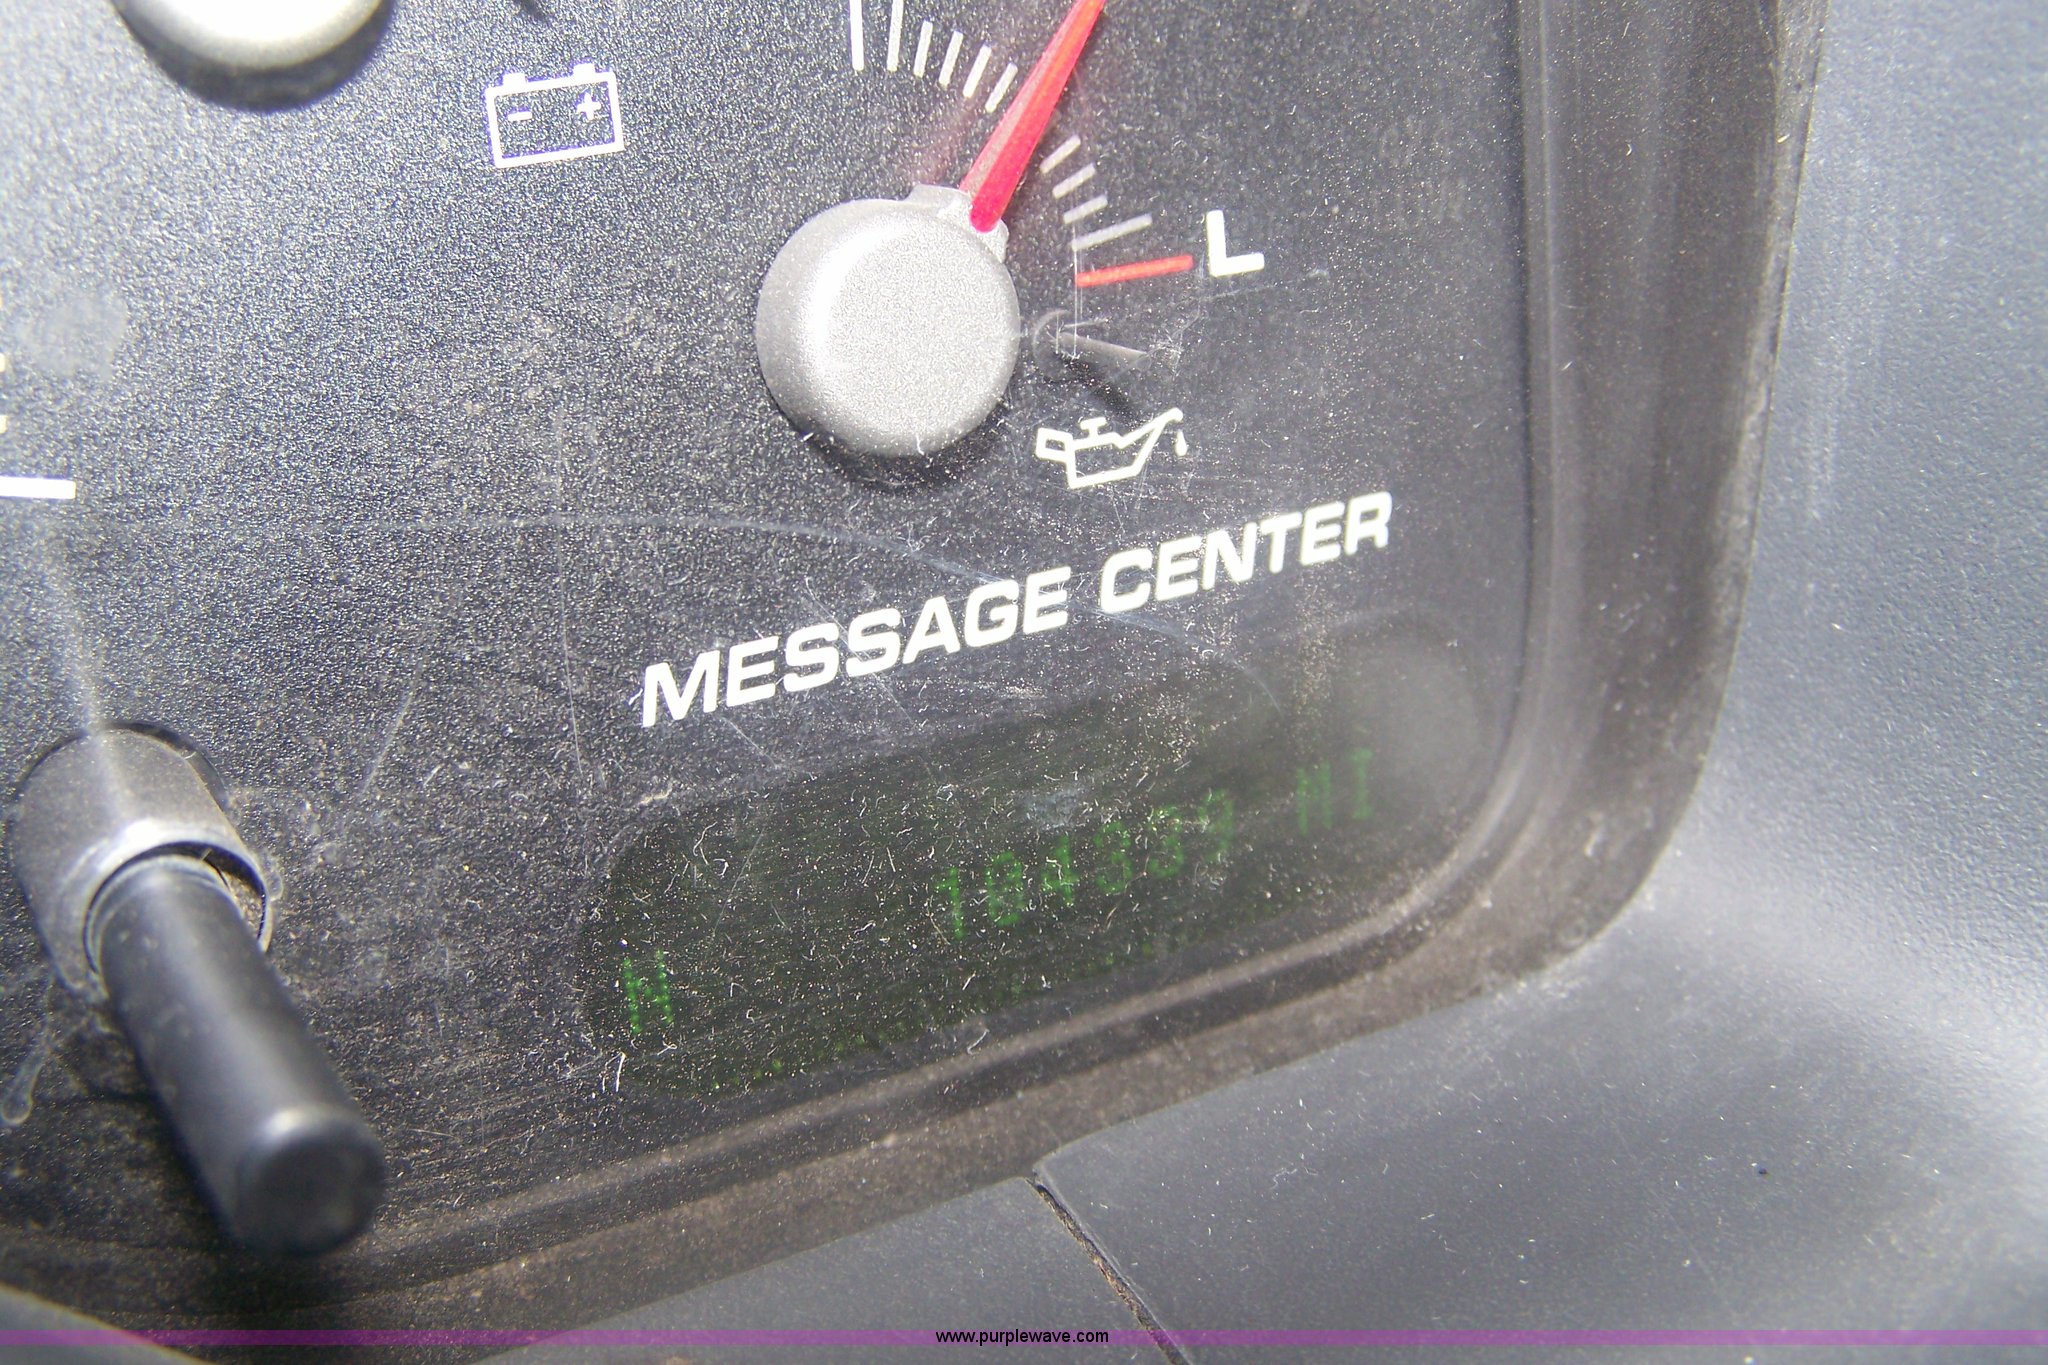 L
MESSAGE CENTER
184339 MI
N
www.purplewave.com